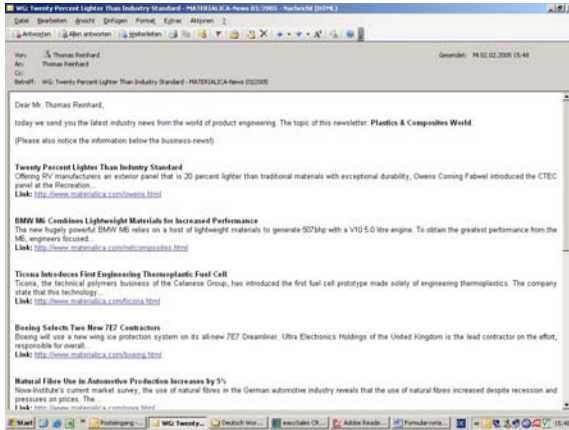 WG: Twenty Percent Lighter Than Industry Standard - MATERIALICA-News 03/2005 - Nachricht (HTML)
Datei Bearbeiten Ansicht Einfügen Format Extras Aktionen ?
Antworten Allen antworten Weiterleiten
Von: Thomas Reinhard Gesendet: Mi 02.02.2005 15:48
An: Thomas Reinhard
Cc:
Betreff: WG: Twenty Percent Lighter Than Industry Standard - MATERIALICA-News 03/2005
Dear Mr. Thomas Reinhard,
today we send you the latest industry news from the world of product engineering. The topic of this newsletter: Plastics & Composites World.
(Please also notice the information below the business-news!)
Twenty Percent Lighter Than Industry Standard
Offering RV manufacturers an exterior panel that is 20 percent lighter than traditional materials with exceptional durability, Owens Corning Fabwel introduced the CTEC
panel at the Recreation...
Link: http://www.materialica.com/owens.html
BMW M6 Combines Lightweight Materials for Increased Performance
The new hugely powerful BMW M6 relies on a host of lightweight materials to generate 507bhp with a V10 5.0 litre engine. To obtain the greatest performance from the
M6, engineers focused...
Link: http://www.materialica.com/netcomposites.html
Ticona Introduces First Engineering Thermoplastic Fuel Cell
Ticona, the technical polymers business of the Celanese Group, has introduced the first fuel cell prototype made solely of engineering thermoplastics. The company
state that this technology...
Link: http://www.materialica.com/ticona.html
Boeing Selects Two New 7E7 Contractors
Boeing will use a new wing ice protection system on its all-new 7E7 Dreamliner. Ultra Electronics Holdings of the United Kingdom is the lead contractor on the effort,
responsible for overall...
Link: http://www.materialica.com/boeing.html
Natural Fibre Use in Automotive Production Increases by 5%
Nova-Institute's current market survey, the use of natural fibres in the German automotive industry reveals that the use of natural fibres increased despite recession and
pressures on prices. The ...
Link: http://www.materialica.com/nova.html
Start Posteingang -... WG: Twenty... Deutsch Wor... easySales CR... Adobe Reade... Formularvorla... 15:48